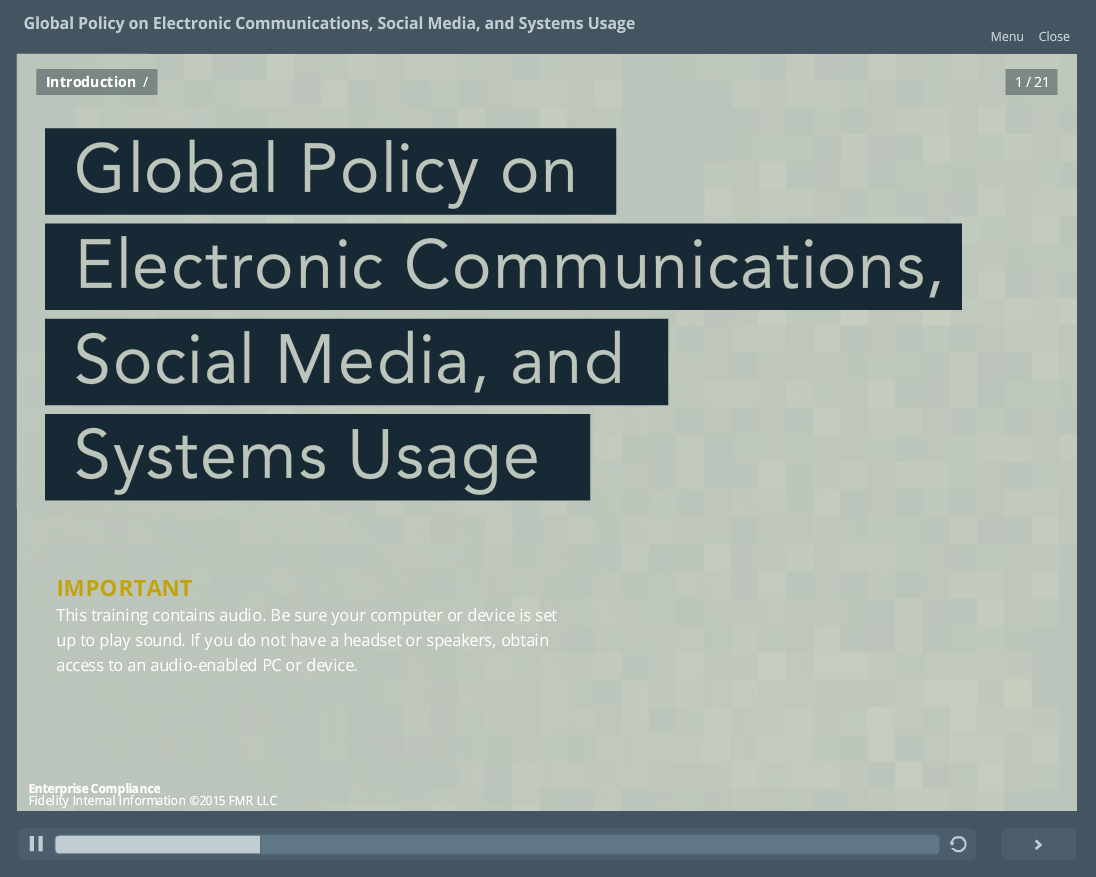 Global Policy on Electronic Communications, Social Media, and Systems Usage
Menu Close
Introduction /
1 / 21
Global Policy on
Electronic Communications,
Social Media, and
Systems Usage
IMPORTANT
This training contains audio. Be sure your computer or device is set
up to play sound. If you do not have a headset or speakers, obtain
access to an audio-enabled PC or device.
Enterprise Compliance
Fidelity Internal Information ©2015 FMR LLC